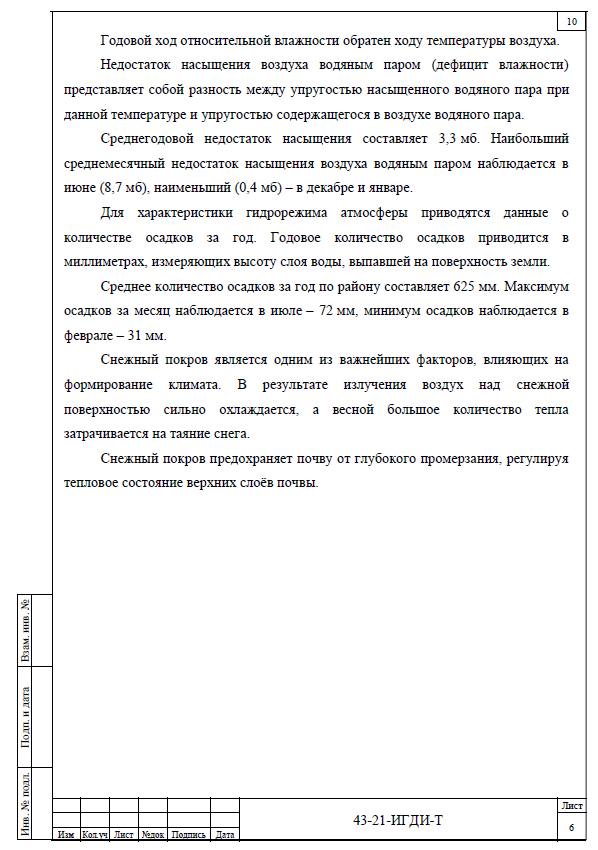 10
Годовой ход относительной влажности обратен ходу температуры воздуха.
Недостаток насыщения воздуха водяным паром (дефицит влажности)
представляет собой разность между упругостью насыщенного водяного пара при
данной температуре и упругостью содержащегося в воздухе водяного пара.
Среднегодовой недостаток насыщения составляет 3,3 мб. Наибольший
среднемесячный недостаток насыщения воздуха водяным паром наблюдается в
июне (8,7 мб), наименьший (0,4 мб) – в декабре и январе.
Для характеристики гидрорежима атмосферы приводятся данные о
количестве осадков за год. Годовое количество осадков приводится в
миллиметрах, измеряющих высоту слоя воды, выпавшей на поверхность земли.
Среднее количество осадков за год по району составляет 625 мм. Максимум
осадков за месяц наблюдается в июле – 72 мм, минимум осадков наблюдается в
феврале – 31 мм.
Снежный покров является одним из важнейших факторов, влияющих на
формирование климата. В результате излучения воздух над снежной
поверхностью сильно охлаждается, а весной большое количество тепла
затрачивается на таяние снега.
Снежный покров предохраняет почву от глубокого промерзания, регулируя
тепловое состояние верхних слоёв почвы.
Взам. инв. №
Подп. и дата
Инв. № подл.
Изм Кол.уч Лист №док Подпись Дата
43-21-ИГДИ-Т
Лист
6